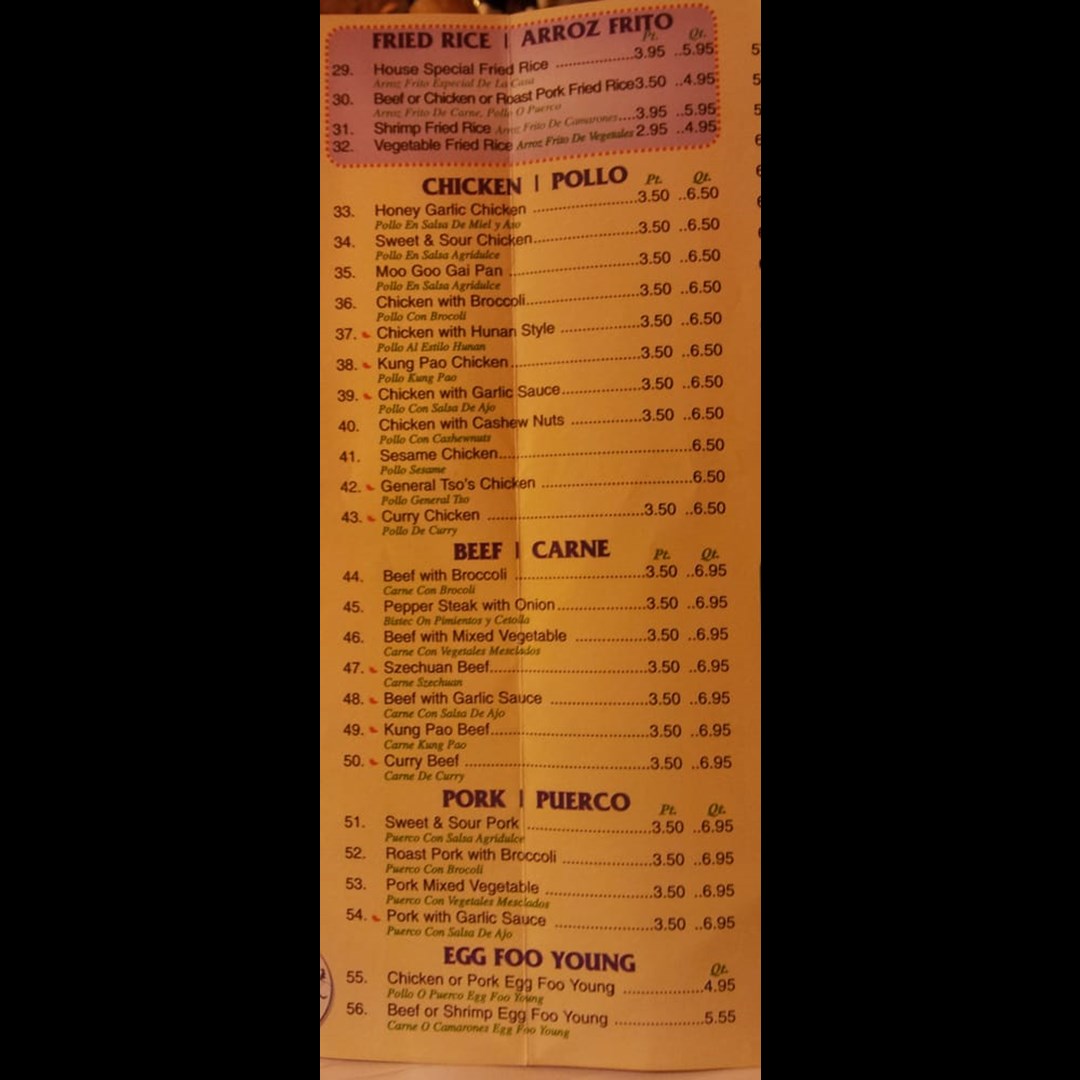 FRIED RICE | ARROZ FRITO
Pt. Qt.
29. House Special Fried Rice ..................3.95 ..5.95
Arroz Frito Especial De La Casa
30. Beef or Chicken or Roast Pork Fried Rice3.50 ..4.95
Arroz Frito De Carne, Pollo O Puerco
31. Shrimp Fried Rice Arroz Frito De Camarones....3.95 ..5.95
32. Vegetable Fried Rice Arroz Frito De Vegetales 2.95 ..4.95
CHICKEN | POLLO Pt. Qt.
33. Honey Garlic Chicken ........................3.50 ..6.50
Pollo En Salsa De Miel y Aso
34. Sweet & Sour Chicken........................3.50 ..6.50
Pollo En Salsa Agridulce
35. Moo Goo Gai Pan ..............................3.50 ..6.50
Pollo En Salsa Agridulce
36. Chicken with Broccoli..........................3.50 ..6.50
Pollo Con Brocoli
37. Chicken with Hunan Style ..................3.50 ..6.50
Pollo Al Estilo Hunan
38. Kung Pao Chicken..............................3.50 ..6.50
Pollo Kung Pao
39. Chicken with Garlic Sauce..................3.50 ..6.50
Pollo Con Salsa De Ajo
40. Chicken with Cashew Nuts ................3.50 ..6.50
Pollo Con Cashewnuts
41. Sesame Chicken............................................6.50
Pollo Sesame
42. General Tso's Chicken ..................................6.50
Pollo General Tso
43. Curry Chicken ....................................3.50 ..6.50
Pollo De Curry
BEEF | CARNE Pt. Qt.
44. Beef with Broccoli ..............................3.50 ..6.95
Carne Con Brocoli
45. Pepper Steak with Onion....................3.50 ..6.95
Bistec On Pimientos y Cetolla
46. Beef with Mixed Vegetable ................3.50 ..6.95
Carne Con Vegetales Mesclados
47. Szechuan Beef....................................3.50 ..6.95
Carne Szechuan
48. Beef with Garlic Sauce ......................3.50 ..6.95
Carne Con Salsa De Ajo
49. Kung Pao Beef....................................3.50 ..6.95
Carne Kung Pao
50. Curry Beef ..........................................3.50 ..6.95
Carne De Curry
PORK | PUERCO Pt. Qt.
51. Sweet & Sour Pork ............................3.50 ..6.95
Puerco Con Salsa Agridulce
52. Roast Pork with Broccoli ....................3.50 ..6.95
Puerco Con Brocoli
53. Pork Mixed Vegetable ........................3.50 ..6.95
Puerco Con Vegetales Mesclados
54. Pork with Garlic Sauce ......................3.50 ..6.95
Puerco Con Salsa De Ajo
EGG FOO YOUNG
Qt.
55. Chicken or Pork Egg Foo Young ..................4.95
Pollo O Puerco Egg Foo Young
56. Beef or Shrimp Egg Foo Young ....................5.55
Carne O Camarones Egg Foo Young